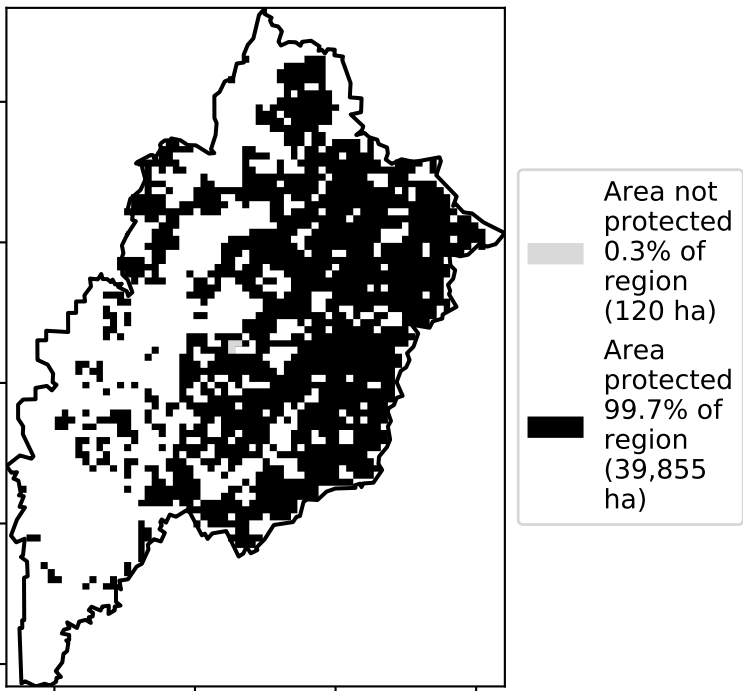 Area not
protected
0.3% of
region
(120 ha)
Area
protected
99.7% of
region
(39,855
ha)